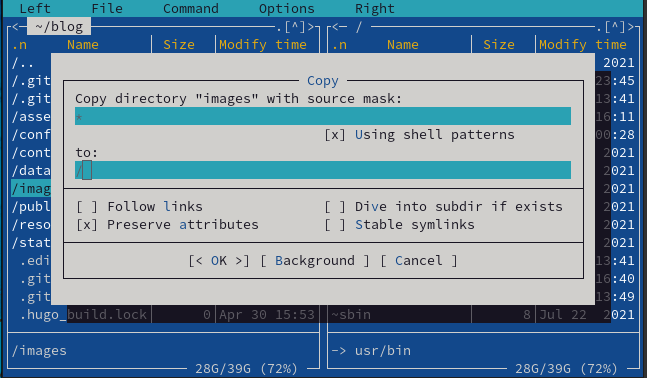 Left File Command Options Right
<─ ~/blog .[^]> <─ / .[^]>
.n Name Size Modify time .n Name Size Modify time
/.. 2021
/.git 23:45
/.git Copy 13:41
/asse Copy directory "images" with source mask: 16:11
/conf * 00:28
/cont [x] Using shell patterns 2021
/data to: 2021
/imag / 2021
/publ [ ] Follow links [ ] Dive into subdir if exists 2021
/reso [x] Preserve attributes [ ] Stable symlinks 2021
/stat 2021
.edi [< OK >] [ Background ] [ Cancel ] 13:41
.git 16:40
.git 13:49
.hugo_build.lock 0 Apr 30 15:53 ~sbin 8 Jul 22 2021
/images -> usr/bin
28G/39G (72%) 28G/39G (72%)